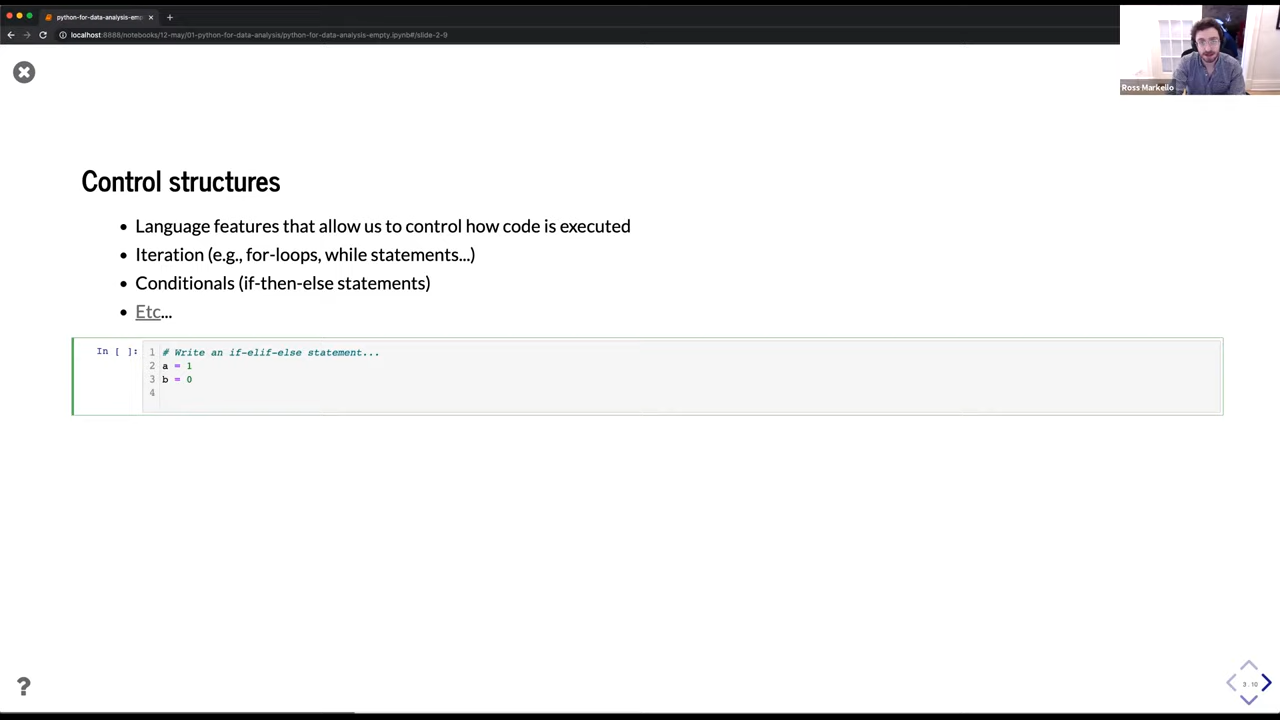 python-for-data-analysis-emp
localhost:8888/notebooks/12-may/01-python-for-data-analysis/python-for-data-analysis-empty.ipynb#/slide-2-9
Ross Markello
Control structures
• Language features that allow us to control how code is executed
• Iteration (e.g., for-loops, while statements...)
• Conditionals (if-then-else statements)
• Etc...
In [ ]:
1 # Write an if-elif-else statement...
2 a = 1
3 b = 0
4
?
3.10